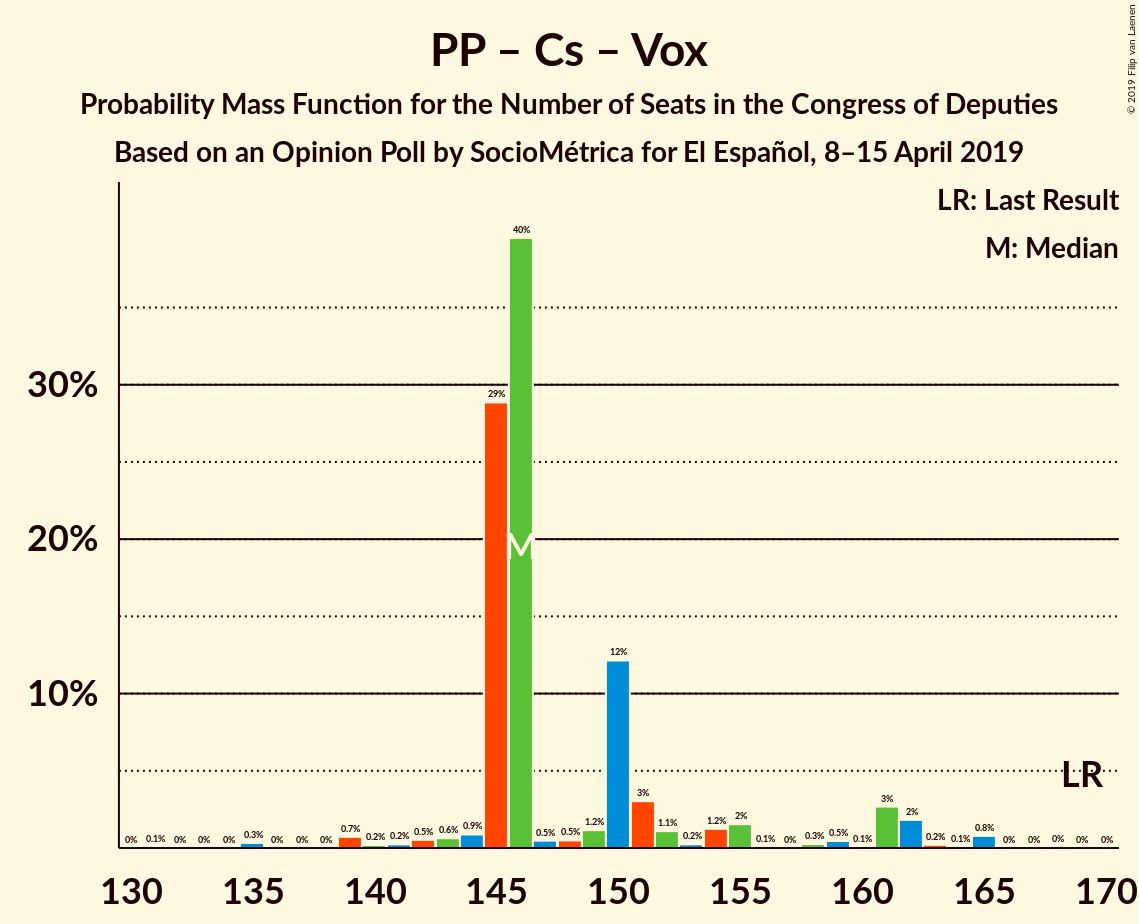 PP – Cs – Vox
Probability Mass Function for the Number of Seats in the Congress of Deputies
Based on an Opinion Poll by SocioMétrica for El Español, 8–15 April 2019
© 2019 Filip van Laenen
LR: Last Result
M: Median
40%
30%
29%
20%
M
12%
10%
LR
0% 0.1% 0% 0% 0% 0.3% 0% 0% 0% 0.7% 0.2% 0.2% 0.5% 0.6% 0.9% 0.5% 0.5% 1.2% 3% 1.1% 0.2% 1.2% 2% 0.1% 0% 0.3% 0.5% 0.1% 3% 2% 0.2% 0.1% 0.8% 0% 0% 0% 0% 0%
130 135 140 145 150 155 160 165 170